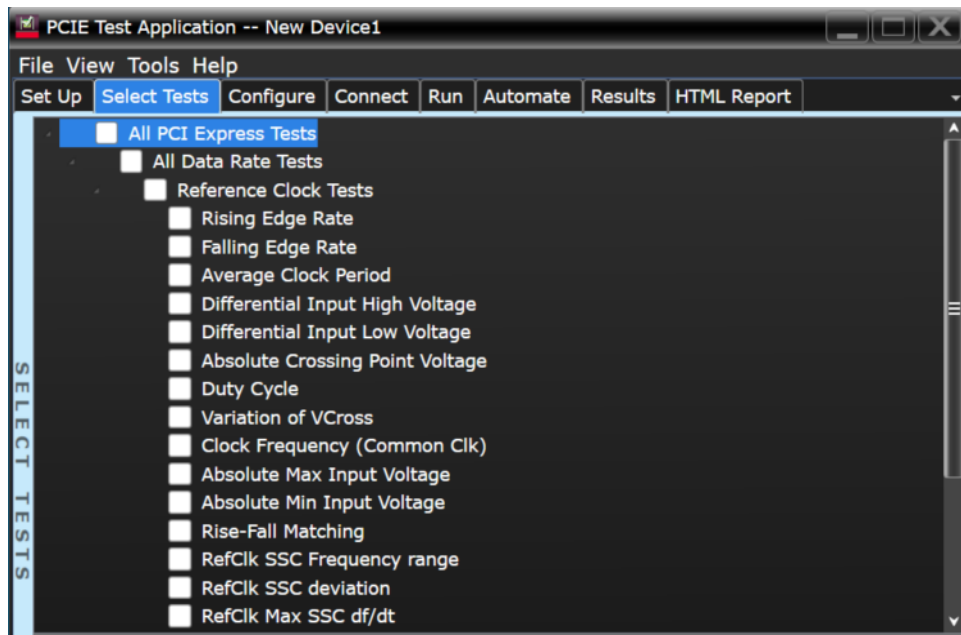 PCIE Test Application -- New Device1
File View Tools Help
Set Up Select Tests Configure Connect Run Automate Results HTML Report
All PCI Express Tests
All Data Rate Tests
Reference Clock Tests
Rising Edge Rate
Falling Edge Rate
Average Clock Period
Differential Input High Voltage
Differential Input Low Voltage
Absolute Crossing Point Voltage
Duty Cycle
Variation of VCross
Clock Frequency (Common Clk)
Absolute Max Input Voltage
Absolute Min Input Voltage
Rise-Fall Matching
RefClk SSC Frequency range
RefClk SSC deviation
RefClk Max SSC df/dt
SELECT TESTS